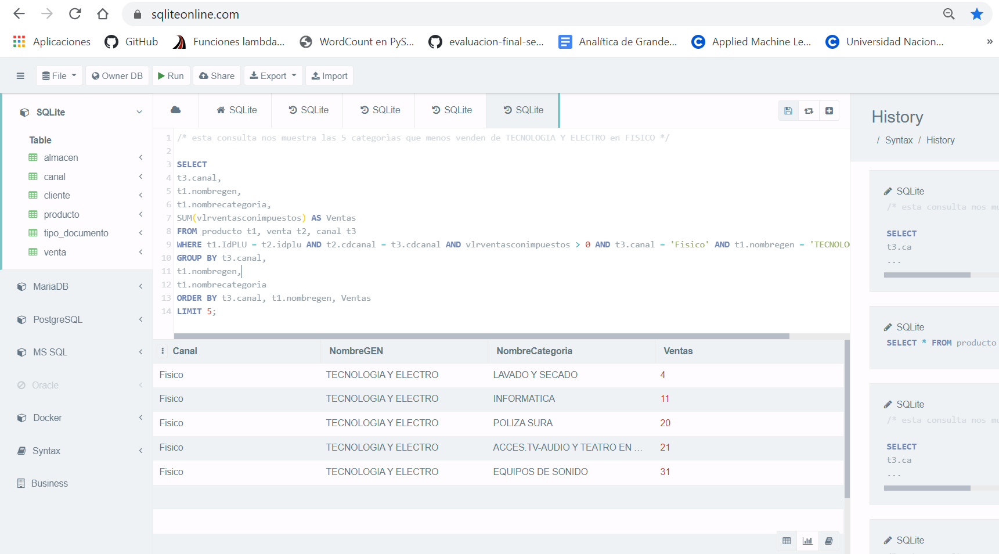 sqliteonline.com
Aplicaciones
GitHub
Funciones lambda...
WordCount en PyS...
evaluacion-final-se...
Analítica de Grande...
Applied Machine Le...
Universidad Nacion...
»
File
Owner DB
Run
Share
Export
Import
SQLite
Table
almacen
canal
cliente
producto
tipo_documento
venta
MariaDB
PostgreSQL
MS SQL
Oracle
Docker
Syntax
Business
SQLite
SQLite
SQLite
SQLite
SQLite
1 /* esta consulta nos muestra las 5 categorìas que menos venden de TECNOLOGIA Y ELECTRO en FISICO */
2
3 SELECT
4 t3.canal,
5 t1.nombregen,
6 t1.nombrecategoria,
7 SUM(vlrventasconimpuestos) AS Ventas
8 FROM producto t1, venta t2, canal t3
9 WHERE t1.IdPLU = t2.idplu AND t2.cdcanal = t3.cdcanal AND vlrventasconimpuestos > 0 AND t3.canal = 'Fisico' AND t1.nombregen = 'TECNOLO
10 GROUP BY t3.canal,
11 t1.nombregen,
12 t1.nombrecategoria
13 ORDER BY t3.canal, t1.nombregen, Ventas
14 LIMIT 5;
Canal NombreGEN NombreCategoria Ventas
Fisico TECNOLOGIA Y ELECTRO LAVADO Y SECADO 4
Fisico TECNOLOGIA Y ELECTRO INFORMATICA 11
Fisico TECNOLOGIA Y ELECTRO POLIZA SURA 20
Fisico TECNOLOGIA Y ELECTRO ACCES.TV-AUDIO Y TEATRO EN ... 21
Fisico TECNOLOGIA Y ELECTRO EQUIPOS DE SONIDO 31
History
/ Syntax / History
SQLite
/* esta consulta nos mu
SELECT
t3.ca
...
SQLite
SELECT * FROM producto
SQLite
/* esta consulta nos mu
SELECT
t3.ca
...
SQLite